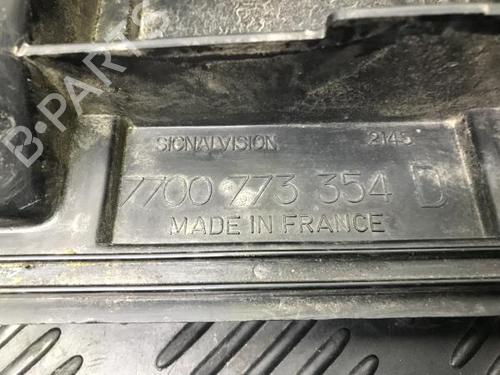 B-PARTS
SIGNALVISION 2145
7700 773 354 D
MADE IN FRANCE